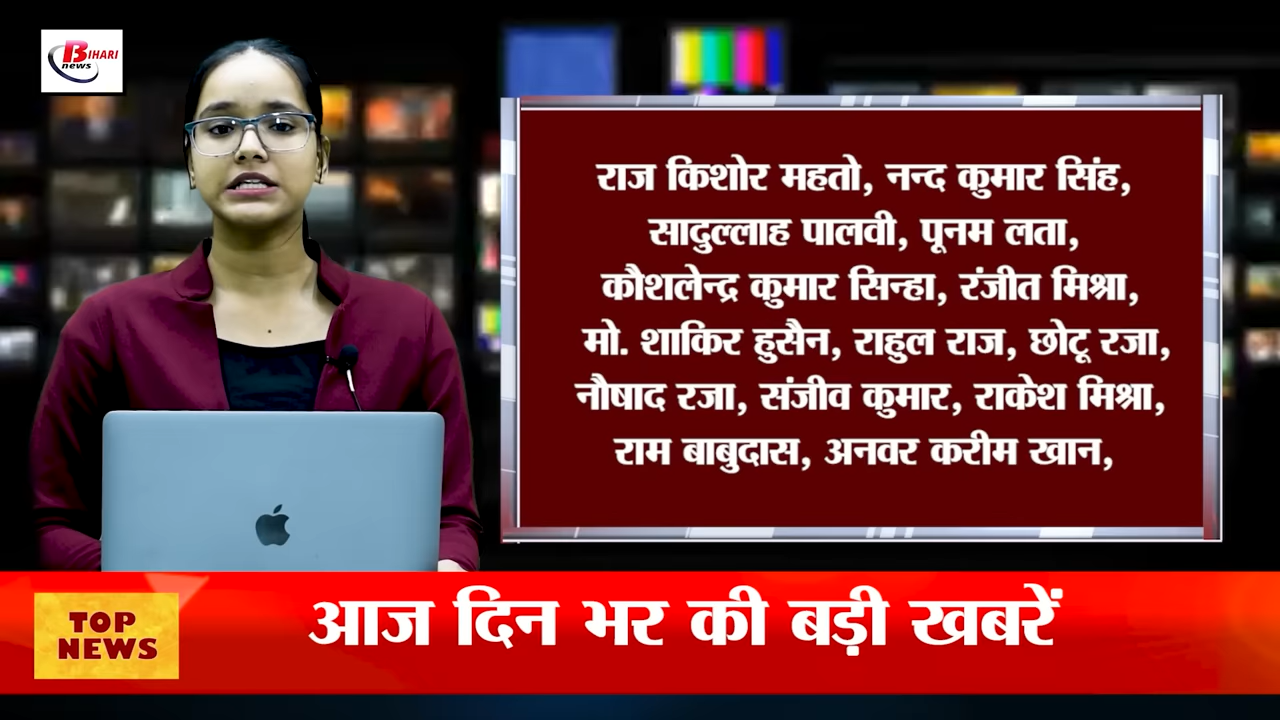 BIHARI
news
राज किशोर महतो, नन्द कुमार सिंह,
सादुल्लाह पालवी, पूनम लता,
कौशलेन्द्र कुमार सिन्हा, रंजीत मिश्रा,
मो. शाकिर हुसैन, राहुल राज, छोटू रजा,
नौषाद रजा, संजीव कुमार, राकेश मिश्रा,
राम बाबुदास, अनवर करीम खान,
TOP
NEWS
आज दिन भर की बड़ी खबरें